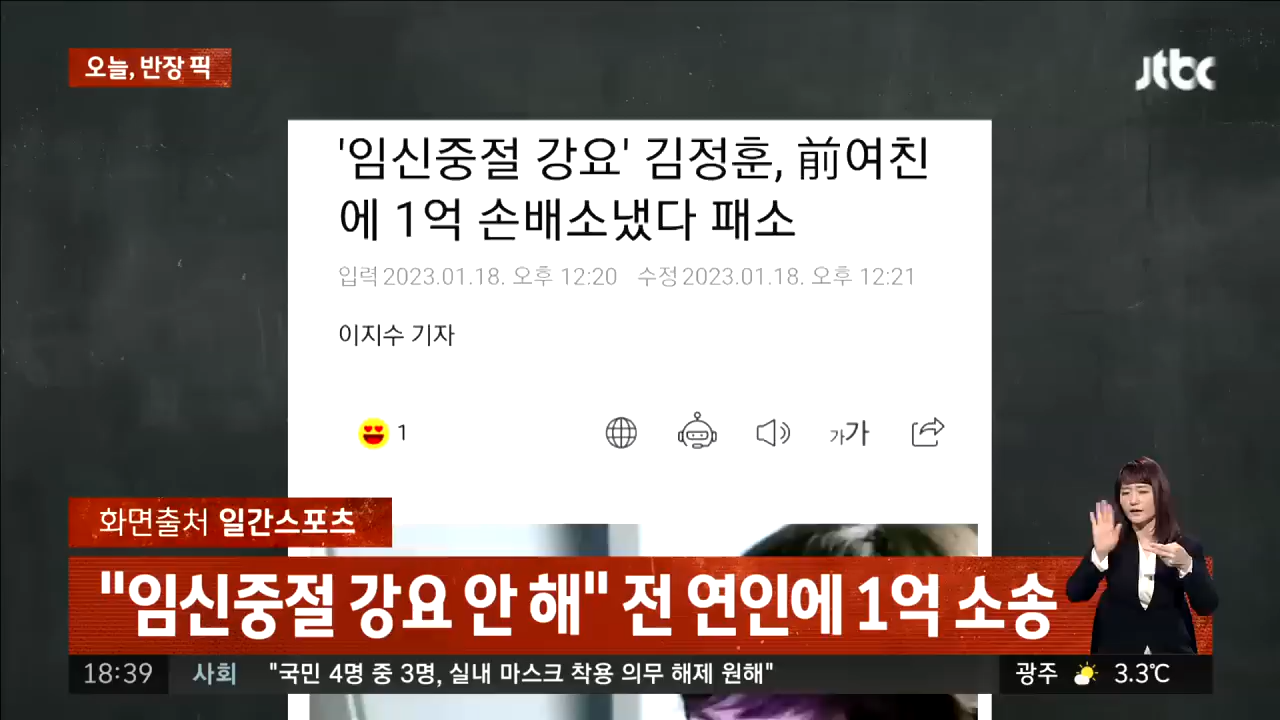 오늘, 반장 픽
jtbc
'임신중절 강요' 김정훈, 前여친
에 1억 손배소냈다 패소
입력 2023.01.18. 오후 12:20 수정 2023.01.18. 오후 12:21
이지수 기자
1
가가
화면출처 일간스포츠
"임신중절 강요 안 해" 전 연인에 1억 소송
18:39 사회 "국민 4명 중 3명, 실내 마스크 착용 의무 해제 원해" 광주 3.3℃